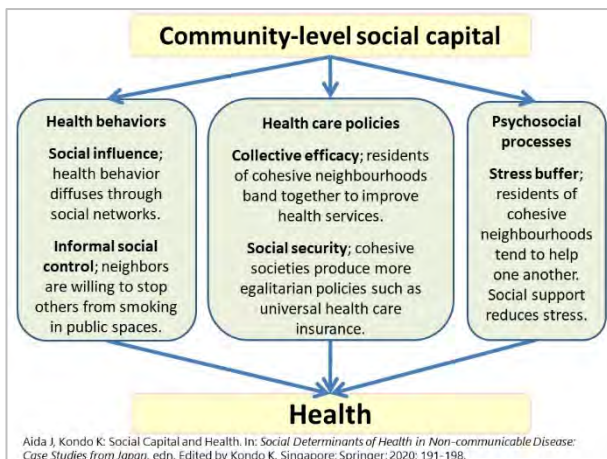 Community-level social capital
Health behaviors
Social influence;
health behavior
diffuses through
social networks.
Informal social
control; neighbors
are willing to stop
others from smoking
in public spaces.
Health care policies
Collective efficacy; residents
of cohesive neighbourhoods
band together to improve
health services.
Social security; cohesive
societies produce more
egalitarian policies such as
universal health care
insurance.
Psychosocial
processes
Stress buffer;
residents of
cohesive
neighbourhoods
tend to help
one another.
Social support
reduces stress.
Health
Aida J, Kondo K: Social Capital and Health. In: Social Determinants of Health in Non-communicable Disease:
Case Studies from Japan. edn. Edited by Kondo K. Singapore: Springer; 2020: 191-198.